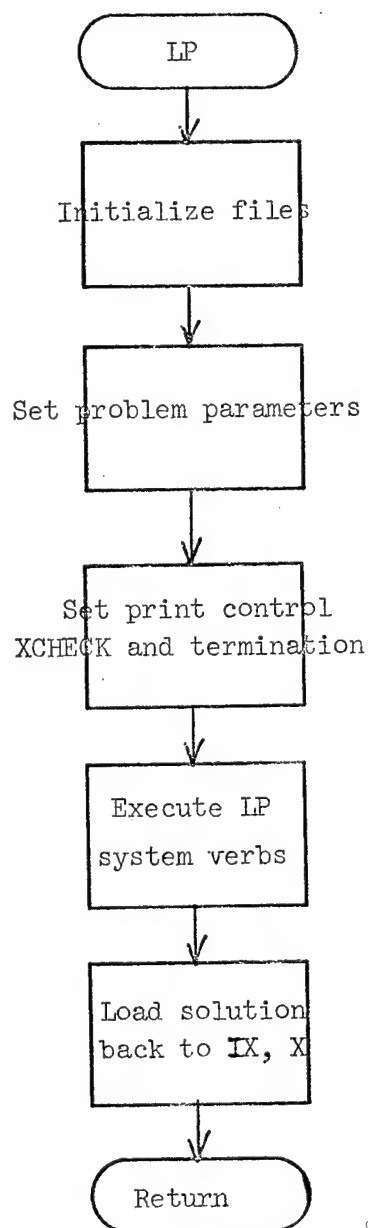 LP
Initialize files
Set problem parameters
Set print control
XCHECK and termination
Execute LP
system verbs
Load solution
back to IX, X
Return